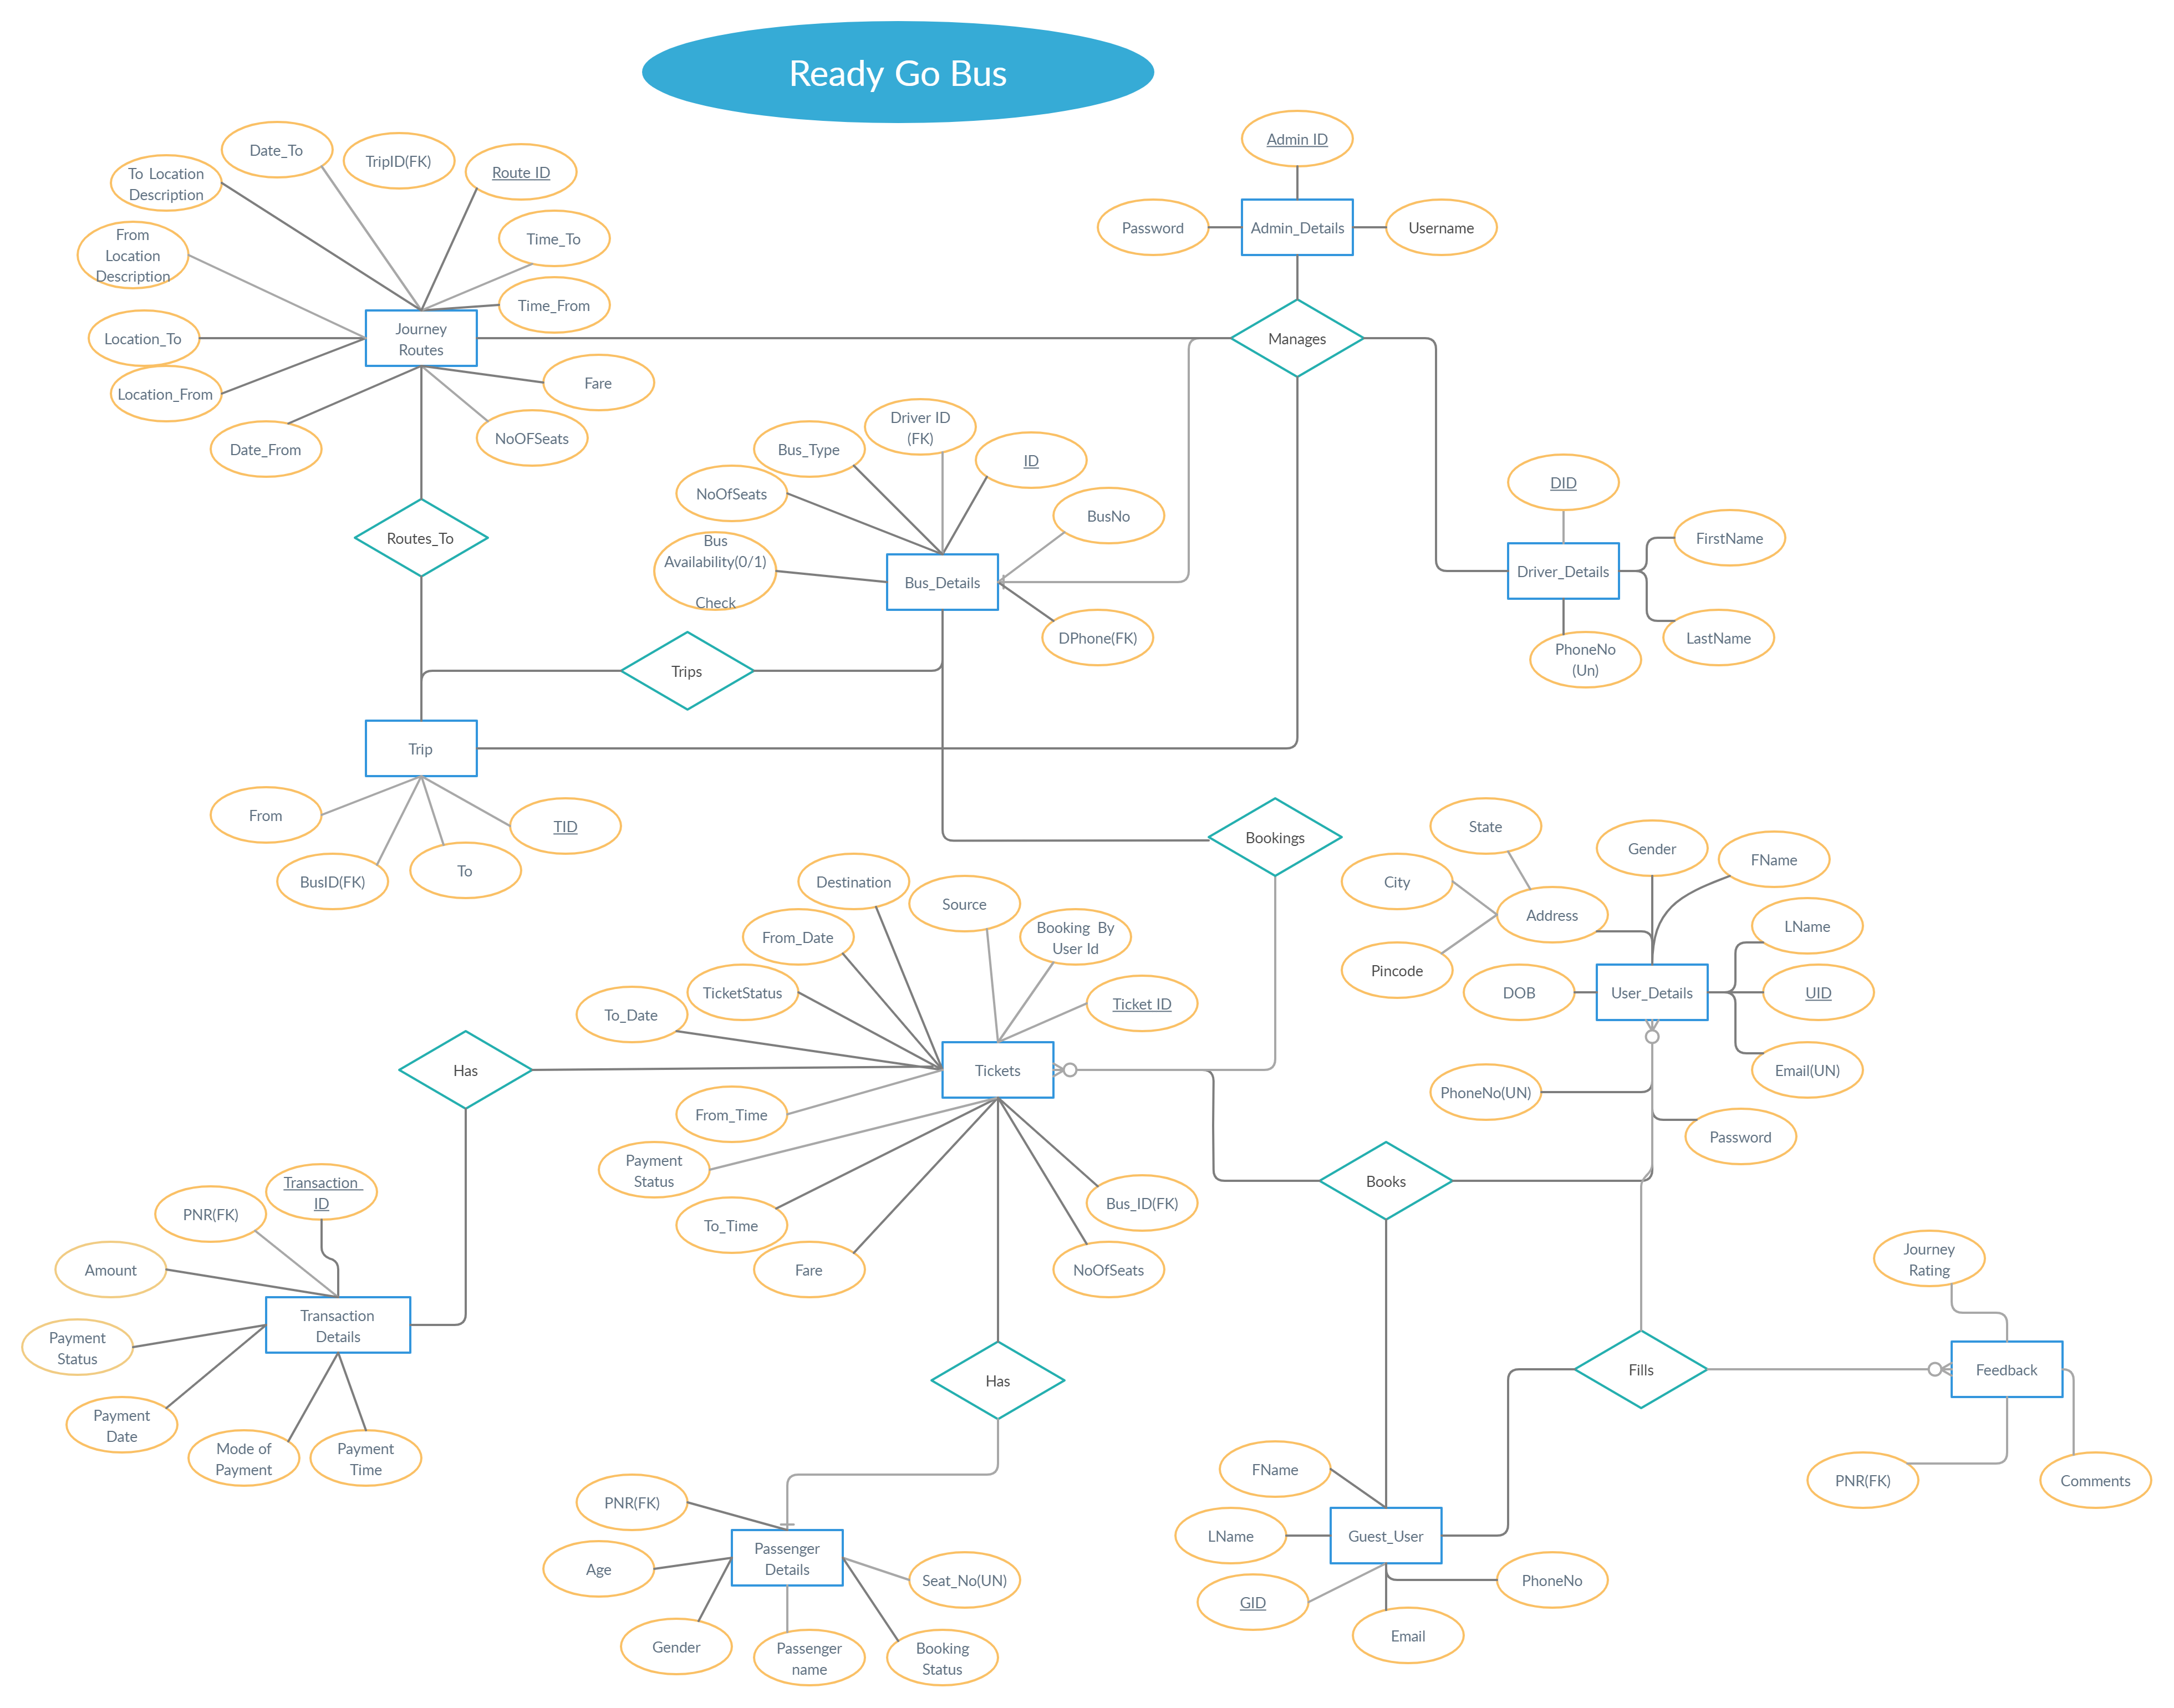 Ready Go Bus
Admin ID
Date_To
TripID(FK)
Route ID
To Location
Description
Password
Admin_Details
Username
From
Location
Description
Time_To
Time_From
Journey
Routes
Location_To
Manages
Location_From
Fare
Date_From
NoOFSeats
Driver ID
(FK)
Bus_Type
ID
NoOfSeats
BusNo
DID
Routes_To
FirstName
Bus
Availability(0/1)
Check
Bus_Details
Driver_Details
DPhone(FK)
LastName
PhoneNo
(Un)
Trips
Trip
From
TID
BusID(FK)
To
Bookings
State
Gender
FName
City
Address
LName
Pincode
DOB
User_Details
UID
Email(UN)
PhoneNo(UN)
Password
Destination
Source
From_Date
Booking By
User Id
TicketStatus
Ticket ID
To_Date
Has
Tickets
From_Time
Payment
Status
To_Time
Fare
Bus_ID(FK)
NoOfSeats
Books
Transaction
ID
PNR(FK)
Amount
Transaction
Details
Payment
Status
Payment
Date
Mode of
Payment
Payment
Time
Has
Fills
Journey
Rating
Feedback
PNR(FK)
Comments
FName
LName
Guest_User
GID
PhoneNo
Email
PNR(FK)
Passenger
Details
Age
Seat_No(UN)
Gender
Passenger
name
Booking
Status